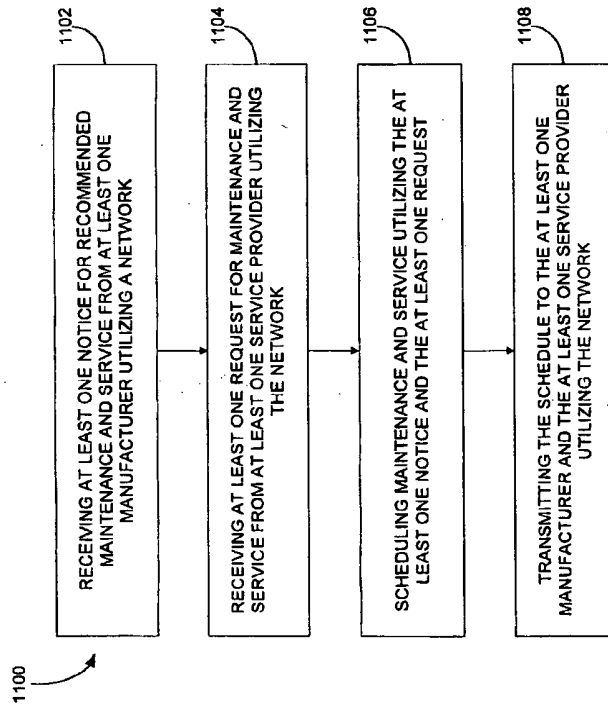 1100
1102
RECEIVING AT LEAST ONE NOTICE FOR RECOMMENDED
MAINTENANCE AND SERVICE FROM AT LEAST ONE
MANUFACTURER UTILIZING A NETWORK
1104
RECEIVING AT LEAST ONE REQUEST FOR MAINTENANCE AND
SERVICE FROM AT LEAST ONE SERVICE PROVIDER UTILIZING
THE NETWORK
1106
SCHEDULING MAINTENANCE AND SERVICE UTILIZING THE AT
LEAST ONE NOTICE AND THE AT LEAST ONE REQUEST
1108
TRANSMITTING THE SCHEDULE TO THE AT LEAST ONE
MANUFACTURER AND THE AT LEAST ONE SERVICE PROVIDER
UTILIZING THE NETWORK